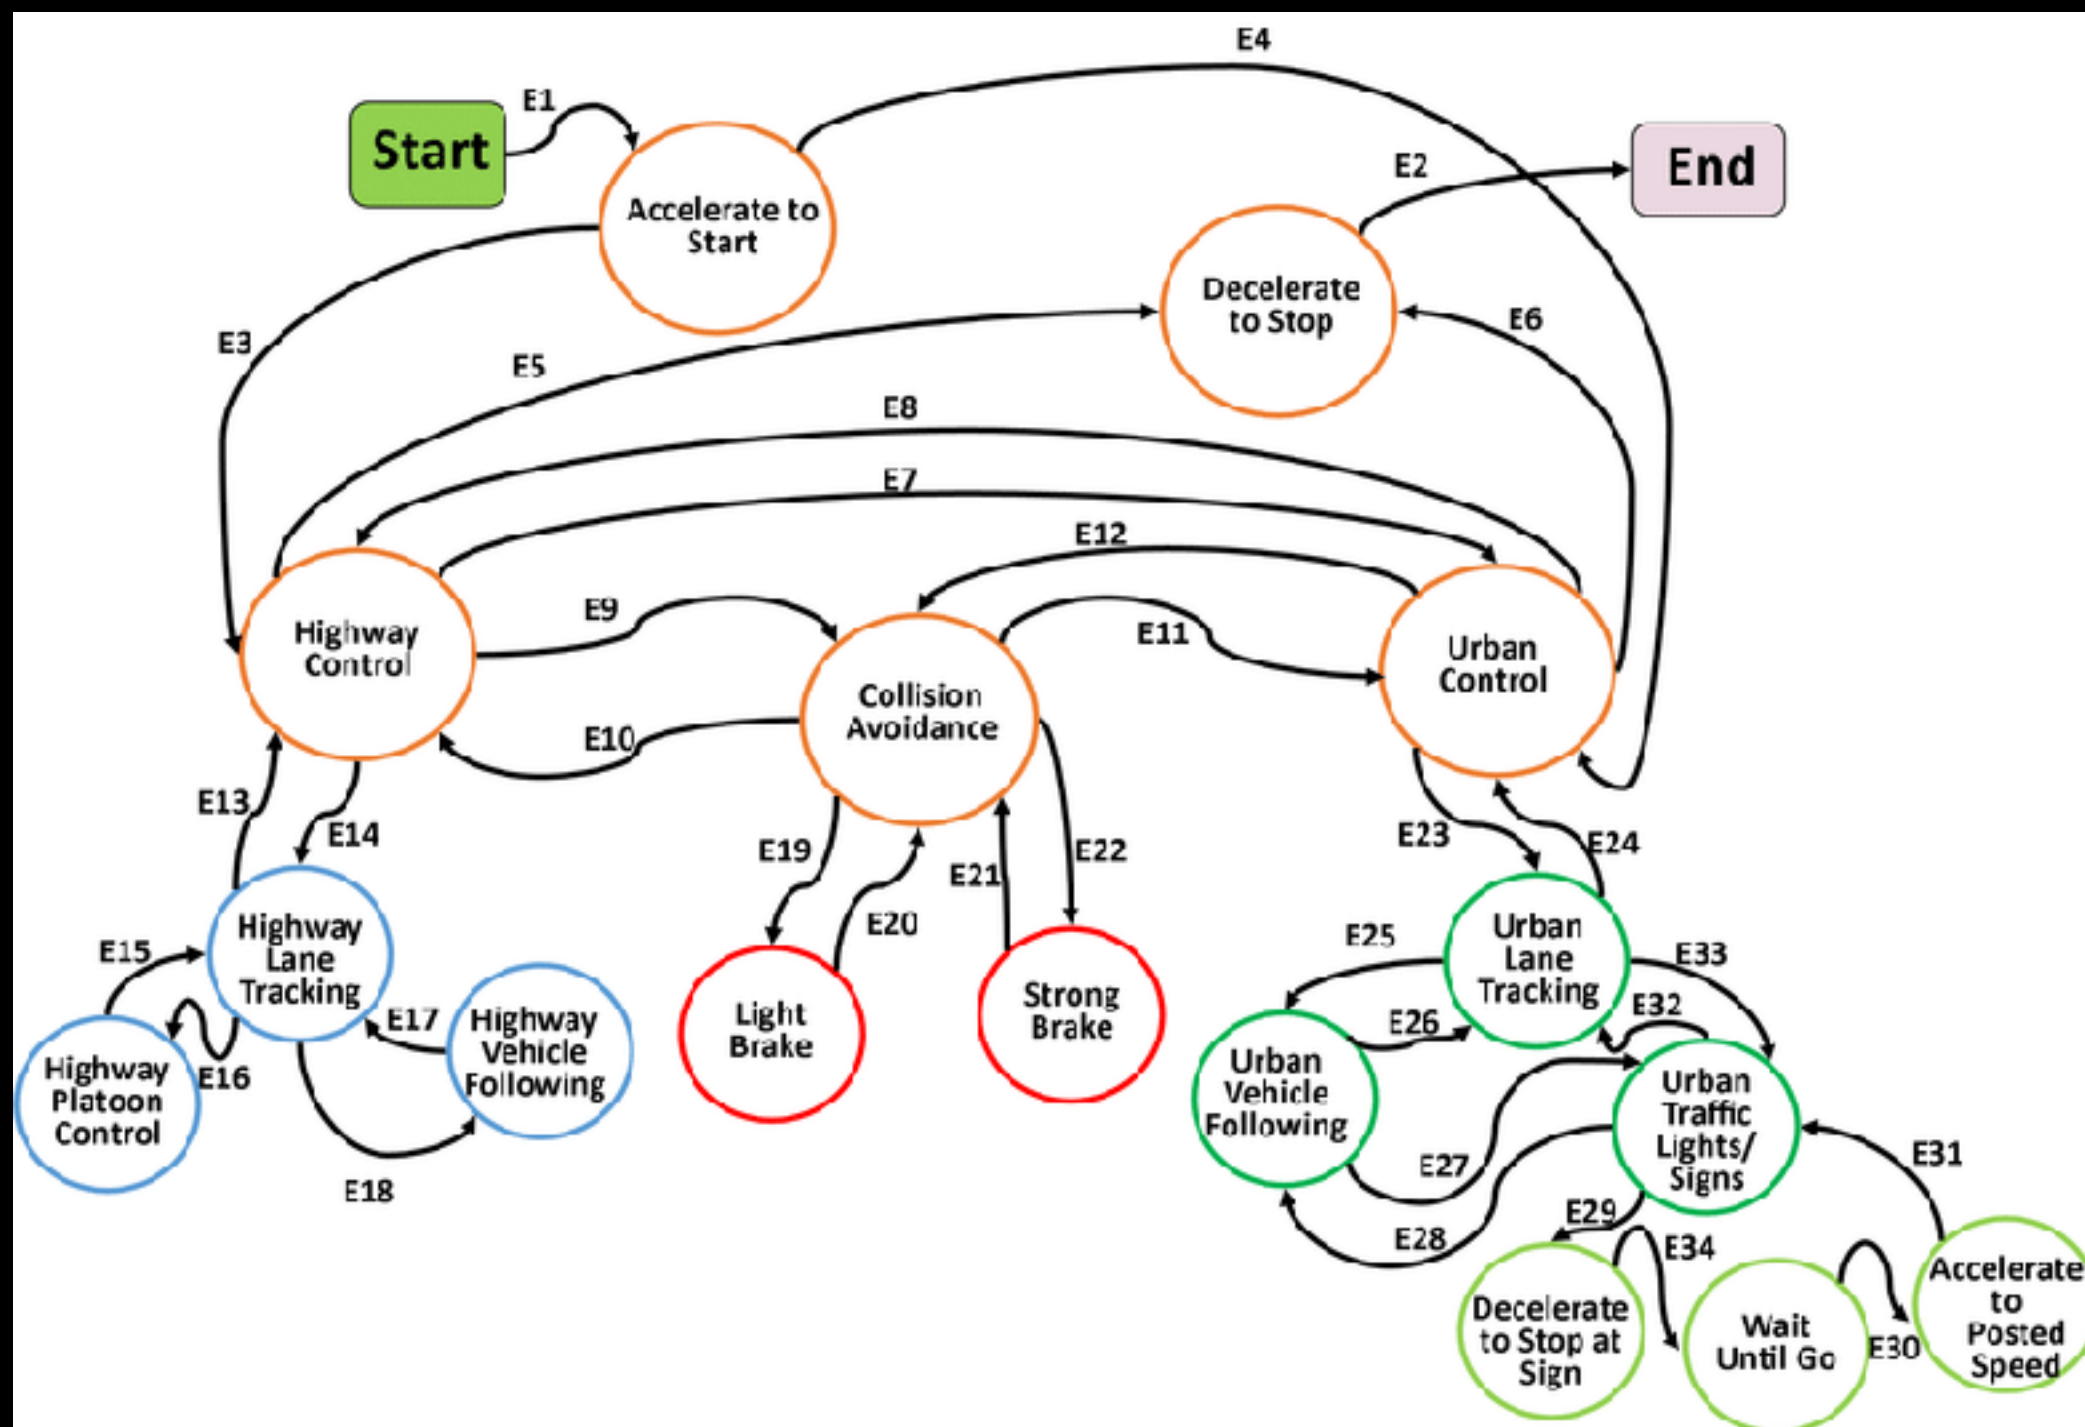 E4
E1
Start
E2
End
Accelerate to
Start
Decelerate
to Stop
E3
E5
E6
E8
E7
E12
E9
E11
Highway
Control
Urban
Control
Collision
Avoidance
E10
E13
E14
E19
E22
E21
E20
E23
E24
Highway
Lane
Tracking
E15
E16
E17
E18
Highway
Platoon
Control
Highway
Vehicle
Following
Light
Brake
Strong
Brake
Urban
Lane
Tracking
E25
E33
E26
E32
Urban
Vehicle
Following
Urban
Traffic
Lights/
Signs
E27
E28
E29
E31
E34
E30
Decelerate
to Stop at
Sign
Wait
Until Go
Accelerate
to
Posted
Speed